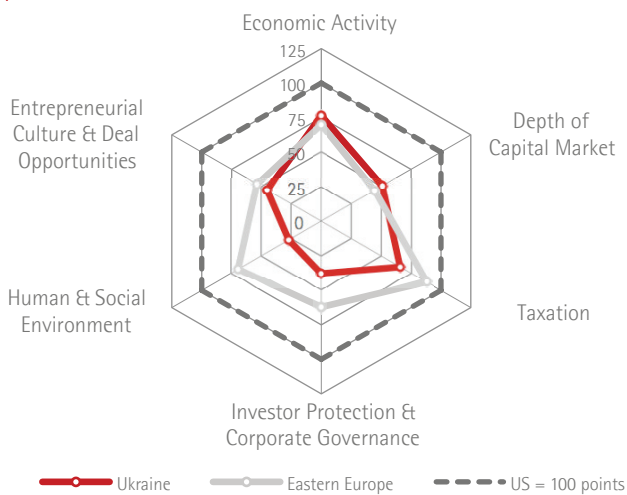 Economic Activity
125
100
75
50
25
0
Entrepreneurial
Culture & Deal
Opportunities
Depth of
Capital Market
Human & Social
Environment
Taxation
Investor Protection &
Corporate Governance
Ukraine
Eastern Europe
US = 100 points